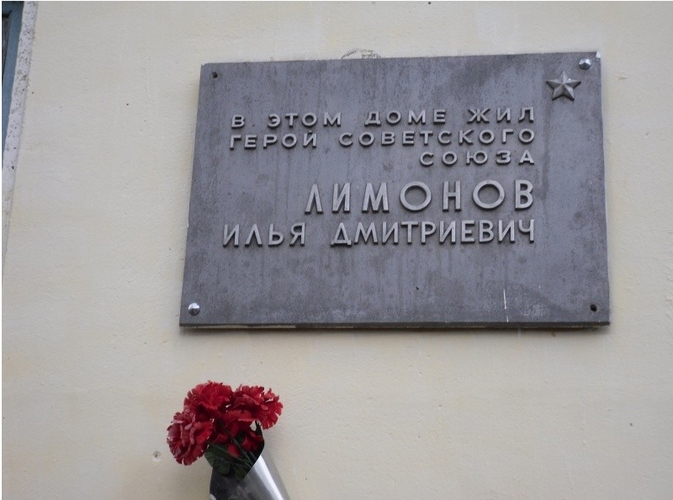 В ЭТОМ ДОМЕ ЖИЛ
ГЕРОЙ СОВЕТСКОГО
СОЮЗА
ЛИМОНОВ
ИЛЬЯ ДМИТРИЕВИЧ